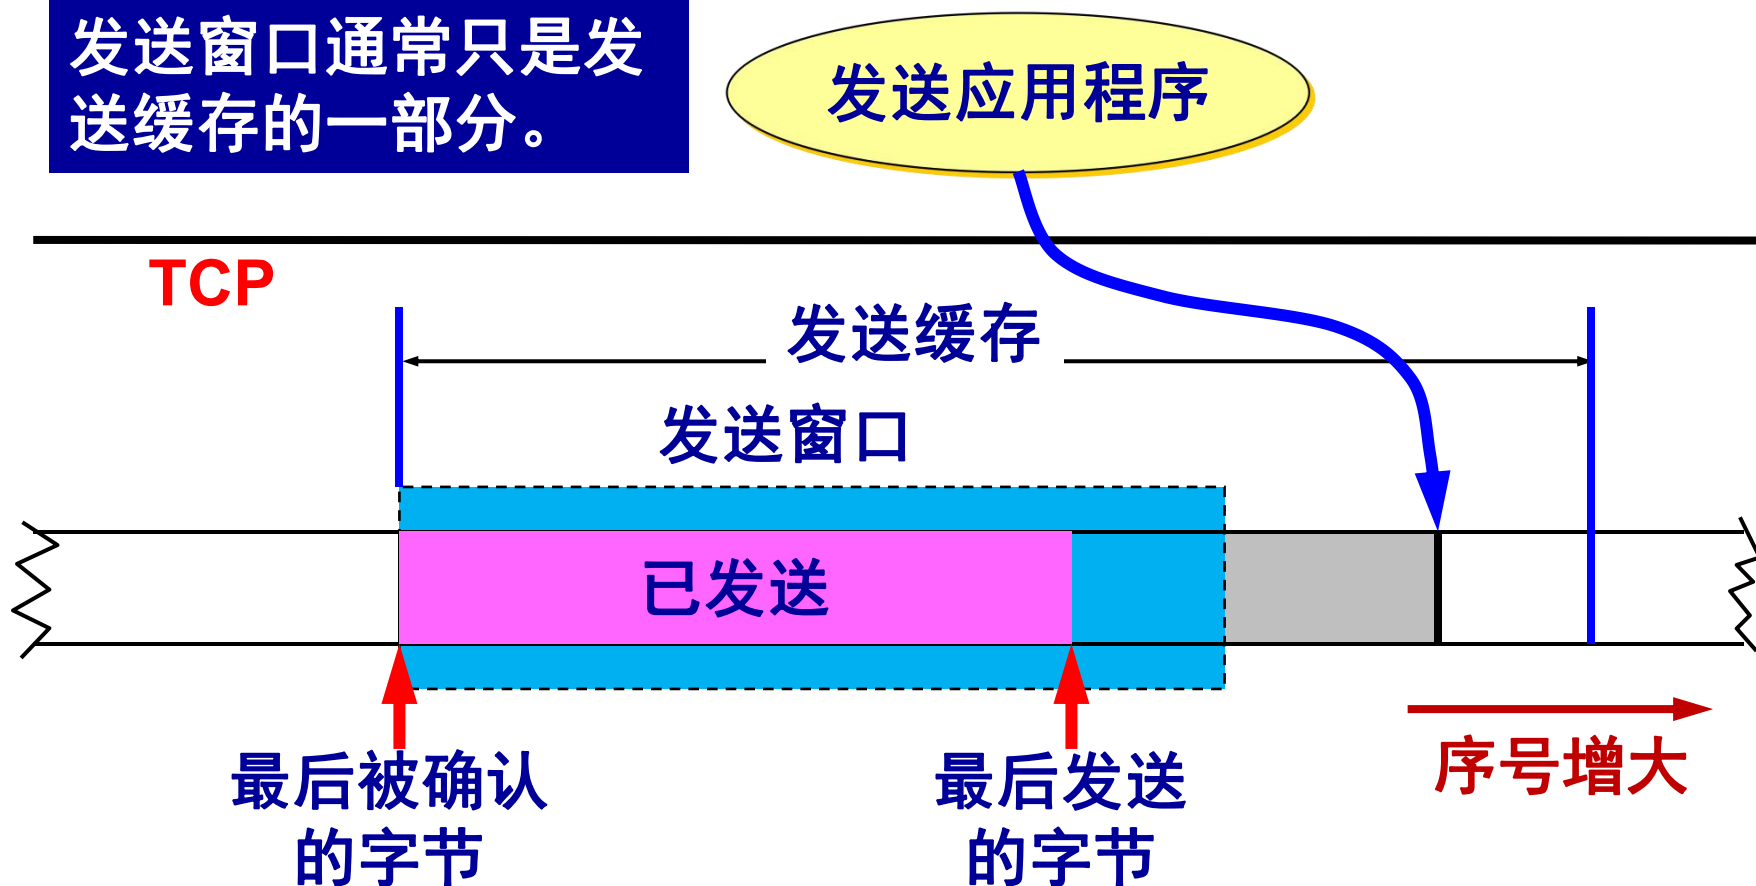 发送窗口通常只是发
送缓存的一部分。
发送应用程序
TCP
发送缓存
发送窗口
已发送
最后被确认
的字节
最后发送
的字节
序号增大